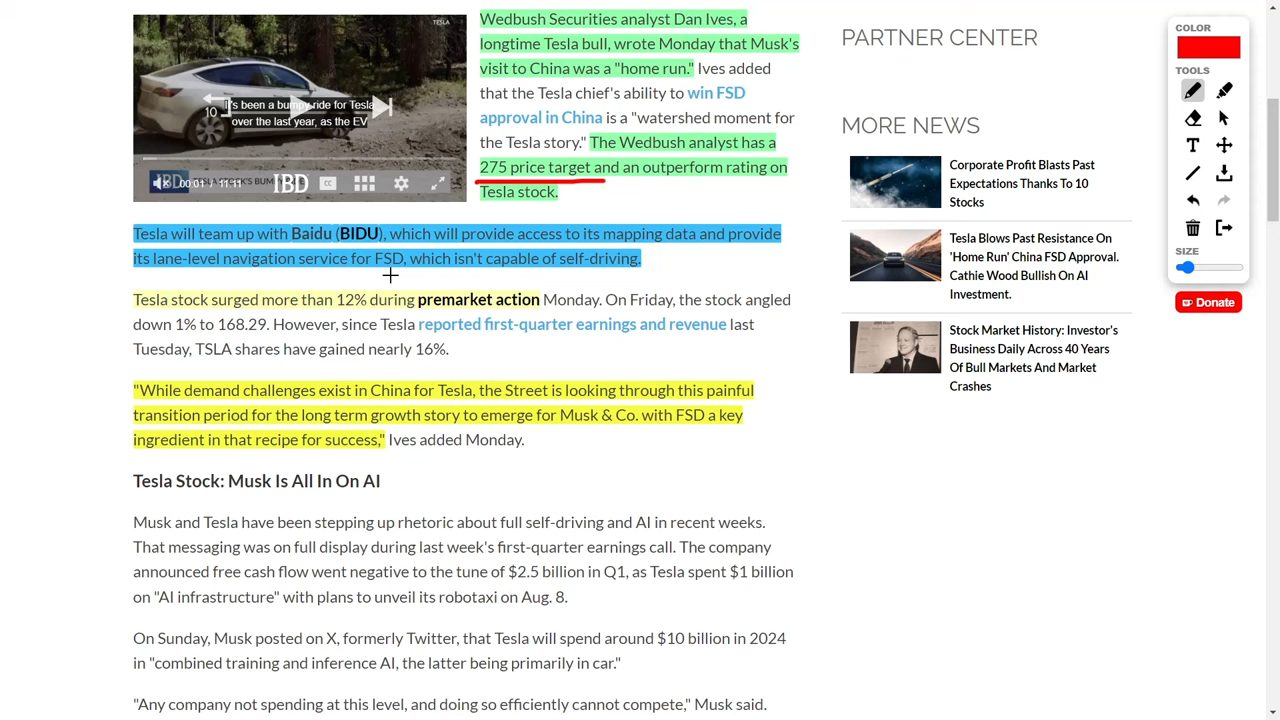 TESLA
It's been a bumpy ride for Tesla
over the last year, as the EV
10
IBD
00:01 / 11:11
IBD
CC
Wedbush Securities analyst Dan Ives, a
longtime Tesla bull, wrote Monday that Musk's
visit to China was a "home run." Ives added
that the Tesla chief's ability to win FSD
approval in China is a "watershed moment for
the Tesla story." The Wedbush analyst has a
275 price target and an outperform rating on
Tesla stock.
Tesla will team up with Baidu (BIDU), which will provide access to its mapping data and provide
its lane-level navigation service for FSD, which isn't capable of self-driving.
Tesla stock surged more than 12% during premarket action Monday. On Friday, the stock angled
down 1% to 168.29. However, since Tesla reported first-quarter earnings and revenue last
Tuesday, TSLA shares have gained nearly 16%.
"While demand challenges exist in China for Tesla, the Street is looking through this painful
transition period for the long term growth story to emerge for Musk & Co. with FSD a key
ingredient in that recipe for success," Ives added Monday.
Tesla Stock: Musk Is All In On AI
Musk and Tesla have been stepping up rhetoric about full self-driving and AI in recent weeks.
That messaging was on full display during last week's first-quarter earnings call. The company
announced free cash flow went negative to the tune of $2.5 billion in Q1, as Tesla spent $1 billion
on "AI infrastructure" with plans to unveil its robotaxi on Aug. 8.
On Sunday, Musk posted on X, formerly Twitter, that Tesla will spend around $10 billion in 2024
in "combined training and inference AI, the latter being primarily in car."
"Any company not spending at this level, and doing so efficiently cannot compete," Musk said.
PARTNER CENTER
MORE NEWS
Corporate Profit Blasts Past
Expectations Thanks To 10
Stocks
Tesla Blows Past Resistance On
'Home Run' China FSD Approval.
Cathie Wood Bullish On AI
Investment.
Stock Market History: Investor's
Business Daily Across 40 Years
Of Bull Markets And Market
Crashes
COLOR
TOOLS
T
SIZE
Donate